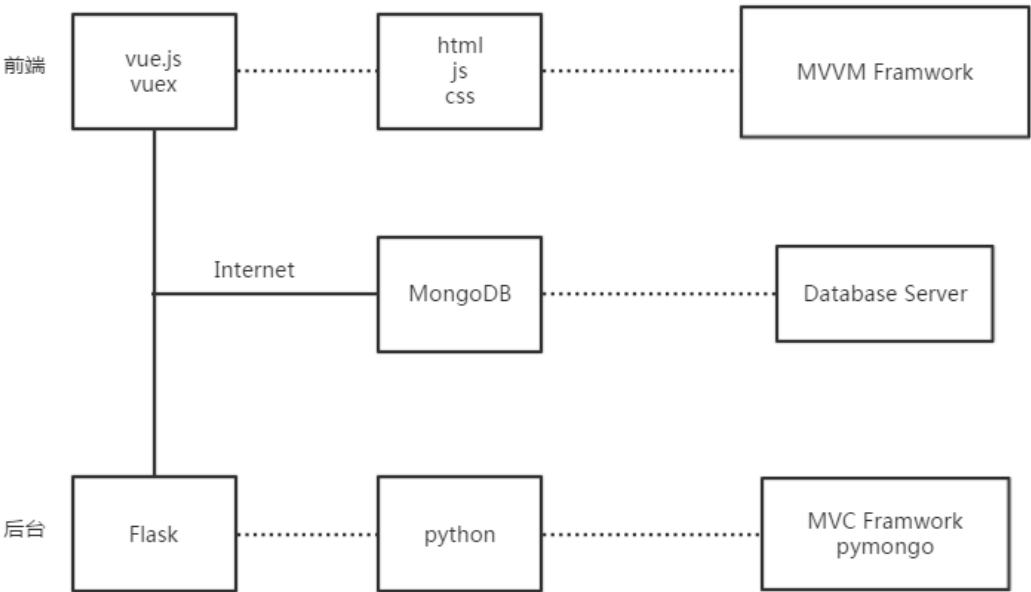 前端
vue.js
vuex
html
js
css
MVVM Framwork
Internet
MongoDB
Database Server
后台
Flask
python
MVC Framwork
pymongo